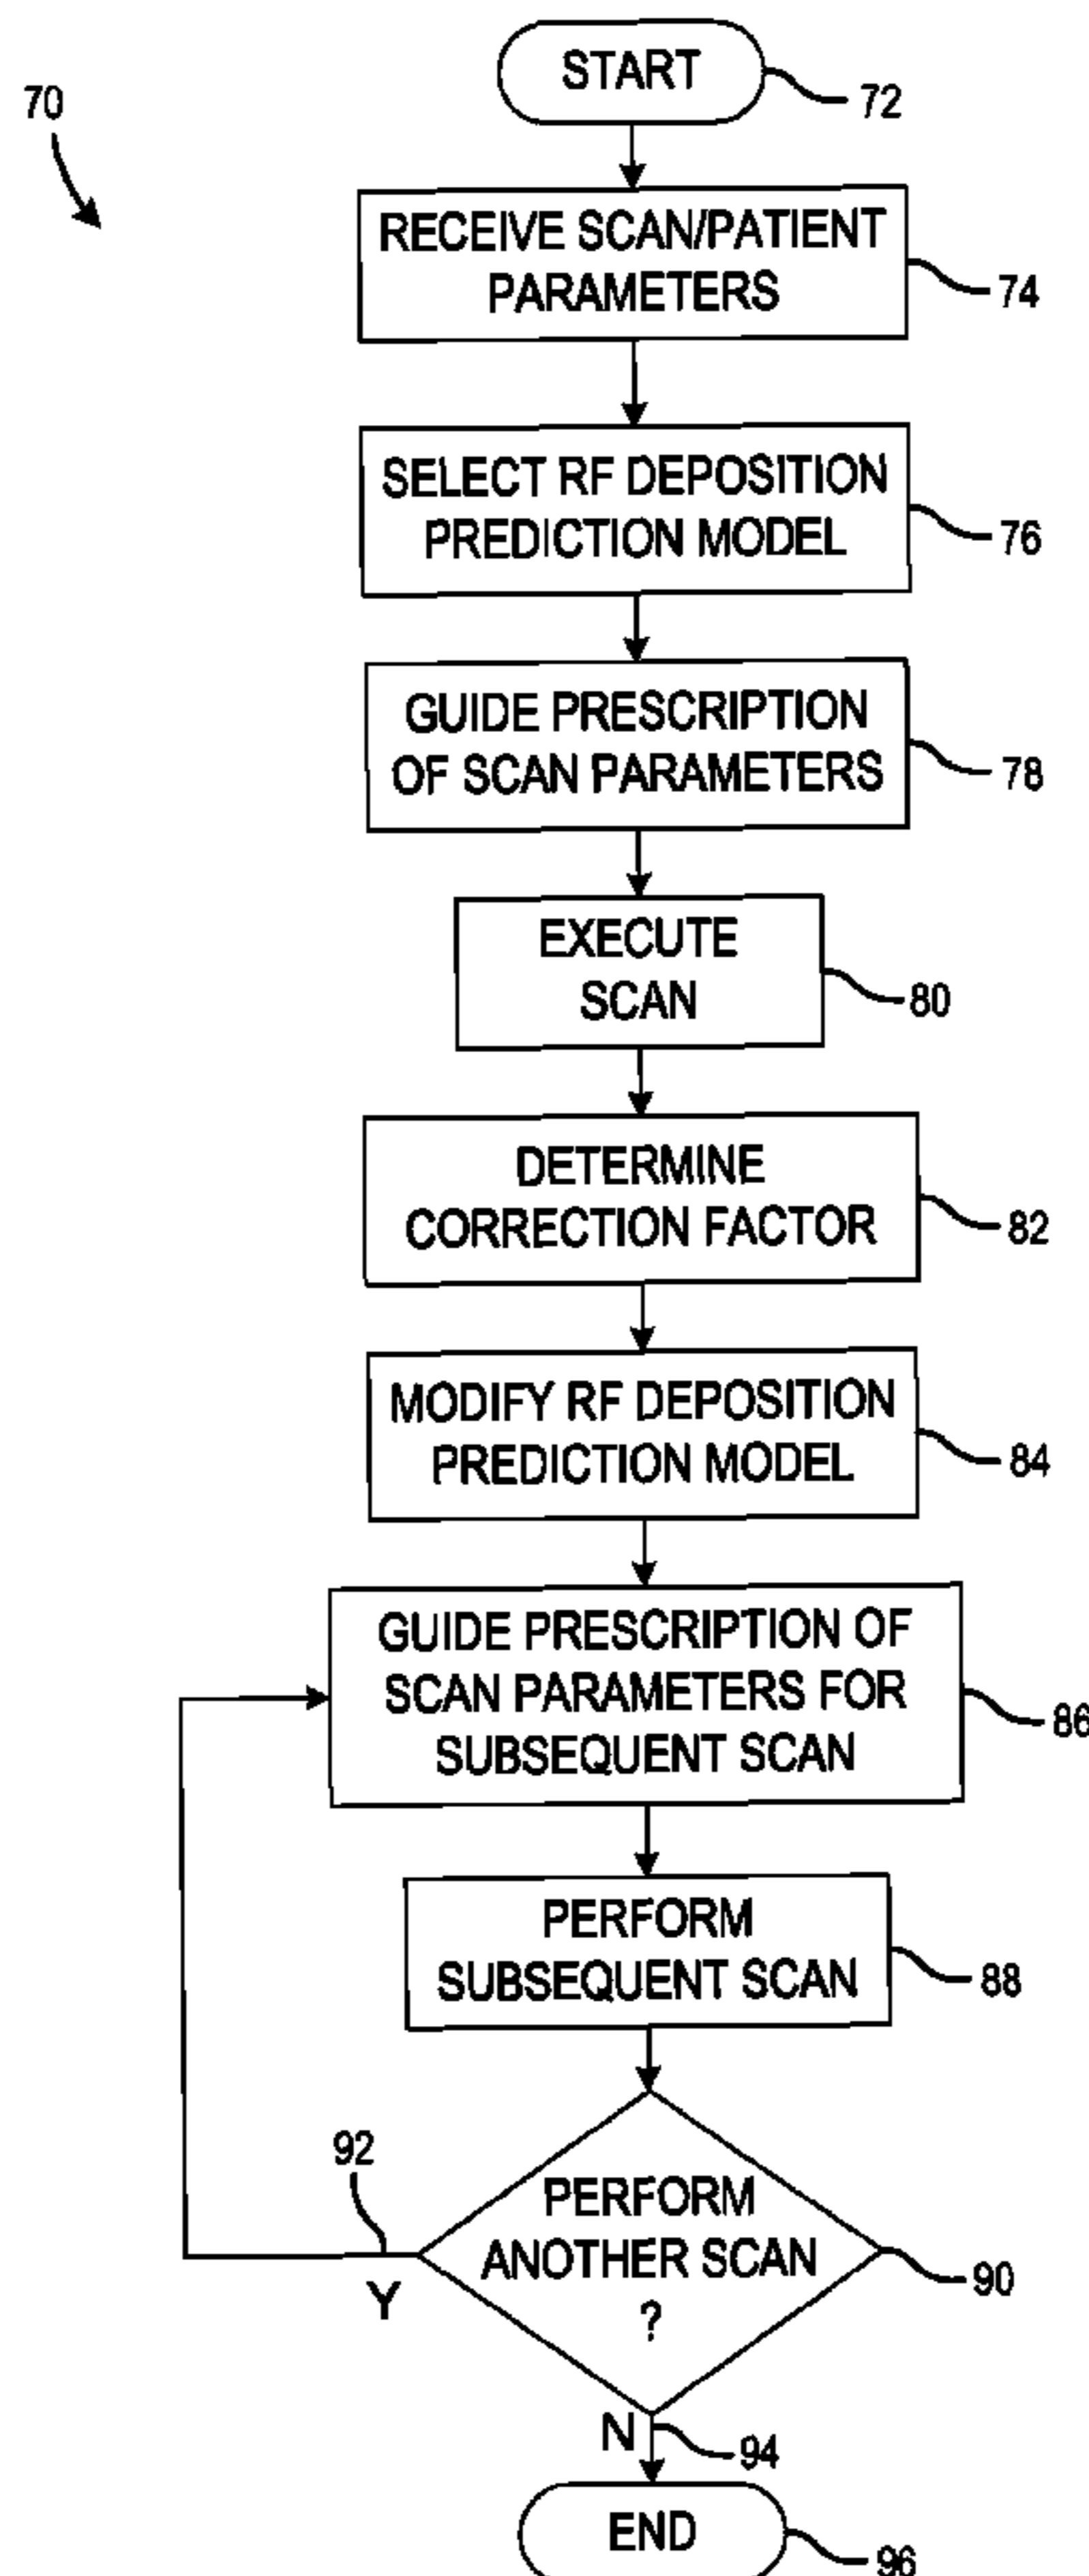 70
START
72
RECEIVE SCAN/PATIENT
PARAMETERS
74
SELECT RF DEPOSITION
PREDICTION MODEL
76
GUIDE PRESCRIPTION
OF SCAN PARAMETERS
78
EXECUTE
SCAN
80
DETERMINE
CORRECTION FACTOR
82
MODIFY RF DEPOSITION
PREDICTION MODEL
84
GUIDE PRESCRIPTION OF
SCAN PARAMETERS FOR
SUBSEQUENT SCAN
86
PERFORM
SUBSEQUENT SCAN
88
PERFORM
ANOTHER SCAN
?
90
92
Y
N
94
END
96